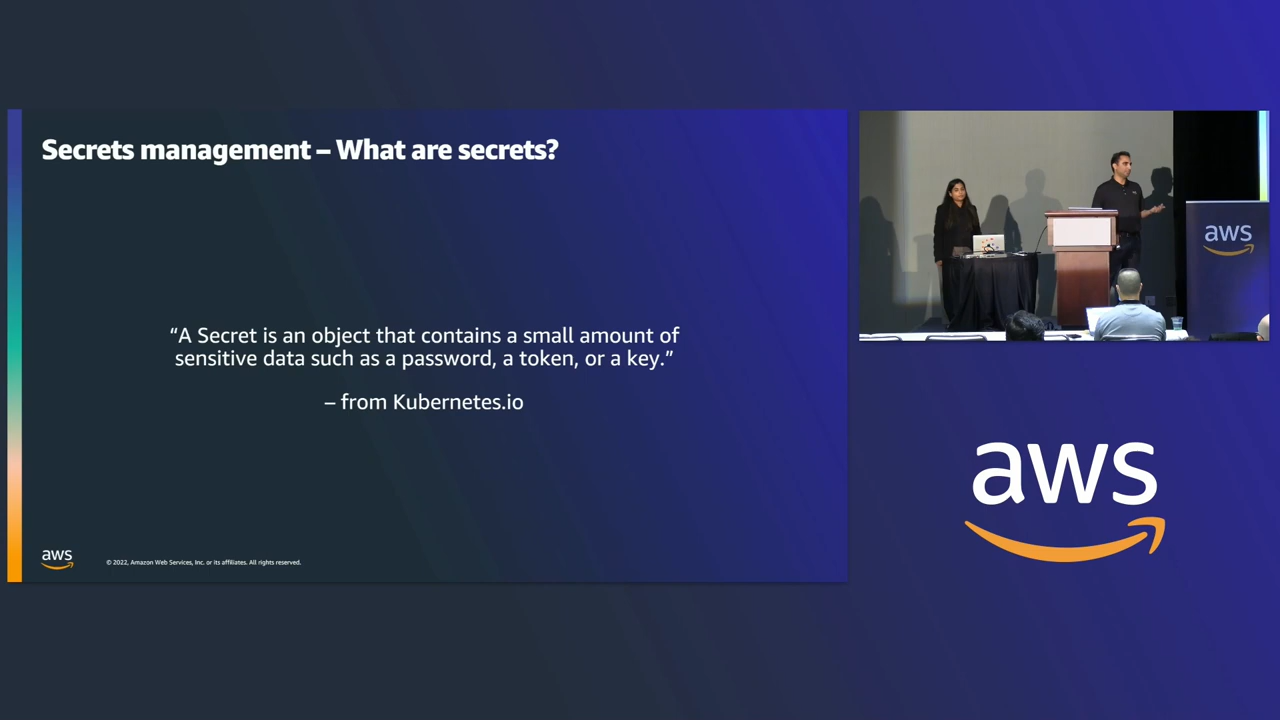 Secrets management – What are secrets?
“A Secret is an object that contains a small amount of
sensitive data such as a password, a token, or a key.”
– from Kubernetes.io
aws
© 2022, Amazon Web Services, Inc. or its affiliates. All rights reserved.
aws
aws